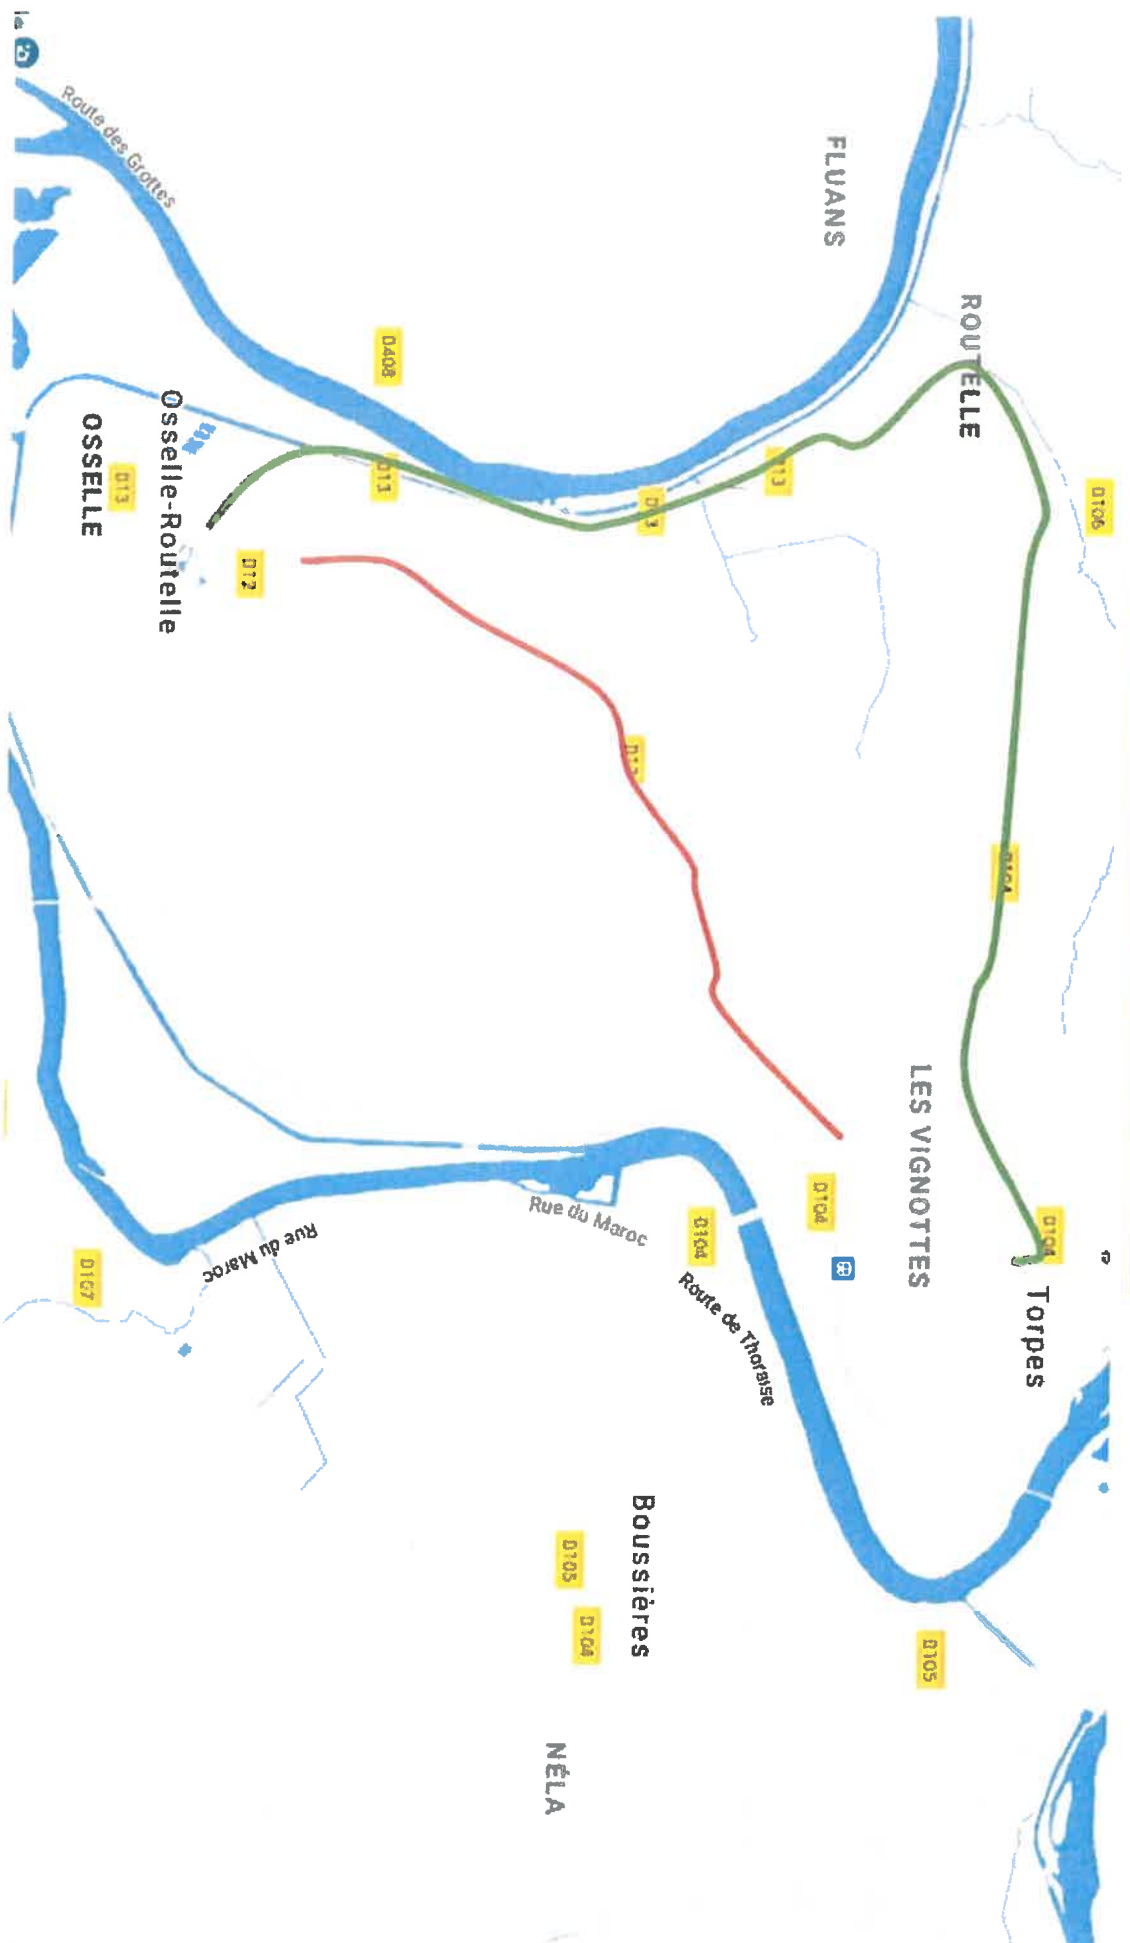 D106
D104
Torpes
ROUTELLE
D105
LES VIGNOTTES
FLUANS
D104
D13
Route de Thoraise
D104
D13
Boussières
Rue du Maroc
D104
D105
NÉLA
D408
D13
Rue du Maroc
D12
Osselle-Routelle
D13
Route des Grottes
OSSELLE
D107